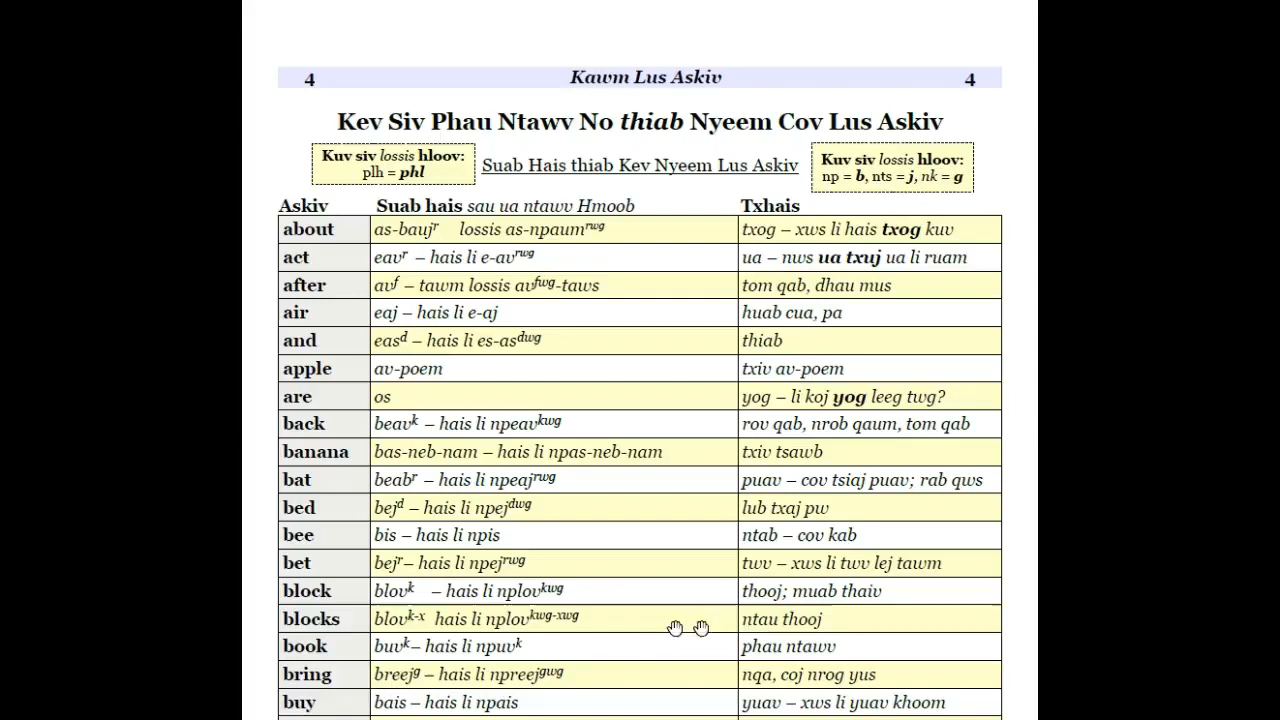 4 Kawm Lus Askiv 4
Kev Siv Phau Ntawv No thiab Nyeem Cov Lus Askiv
Kuv siv lossis hloov:
plh = phl
Suab Hais thiab Kev Nyeem Lus Askiv
Kuv siv lossis hloov:
np = b, nts = j, nk = g
Askiv Suab hais sau ua ntawv Hmoob Txhais
about as-baujʳ lossis as-npaumʳʷᵍ txog – xws li hais txog kuv
act eavʳ – hais li e-avʳʷᵍ ua – nws ua txuj ua li ruam
after avᶠ – tawm lossis avᶠʷᵍ-taws tom qab, dhau mus
air eaj – hais li e-aj huab cua, pa
and easᵈ – hais li es-asᵈʷᵍ thiab
apple av-poem txiv av-poem
are os yog – li koj yog leeg twg?
back beavᵏ – hais li npeavᵏʷᵍ rov qab, nrob qaum, tom qab
banana bas-neb-nam – hais li npas-neb-nam txiv tsawb
bat beabʳ – hais li npeajʳʷᵍ puav – cov tsiaj puav; rab qws
bed bejᵈ – hais li npejᵈʷᵍ lub txaj pw
bee bis – hais li npis ntab – cov kab
bet bejʳ – hais li npejʳʷᵍ twv – xws li twv lej tawm
block blovᵏ – hais li nplovᵏʷᵍ thooj; muab thaiv
blocks blovᵏ⁻ˣ hais li nplovᵏʷᵍ⁻ˣʷᵍ ntau thooj
book buvᵏ – hais li npuvᵏ phau ntawv
bring breejᵍ – hais li npreejᵍʷᵍ nqa, coj nrog yus
buy bais – hais li npais yuav – xws li yuav khoom